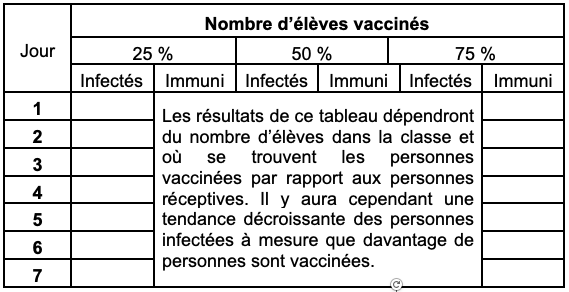 Nombre d’élèves vaccinés
Jour
25 % 50 % 75 %
Infectés Immuni Infectés Immuni Infectés Immuni
1
2
3
4
5
6
7
Les résultats de ce tableau dépendront
du nombre d’élèves dans la classe et
où se trouvent les personnes
vaccinées par rapport aux personnes
réceptives. Il y aura cependant une
tendance décroissante des personnes
infectées à mesure que davantage de
personnes sont vaccinées.